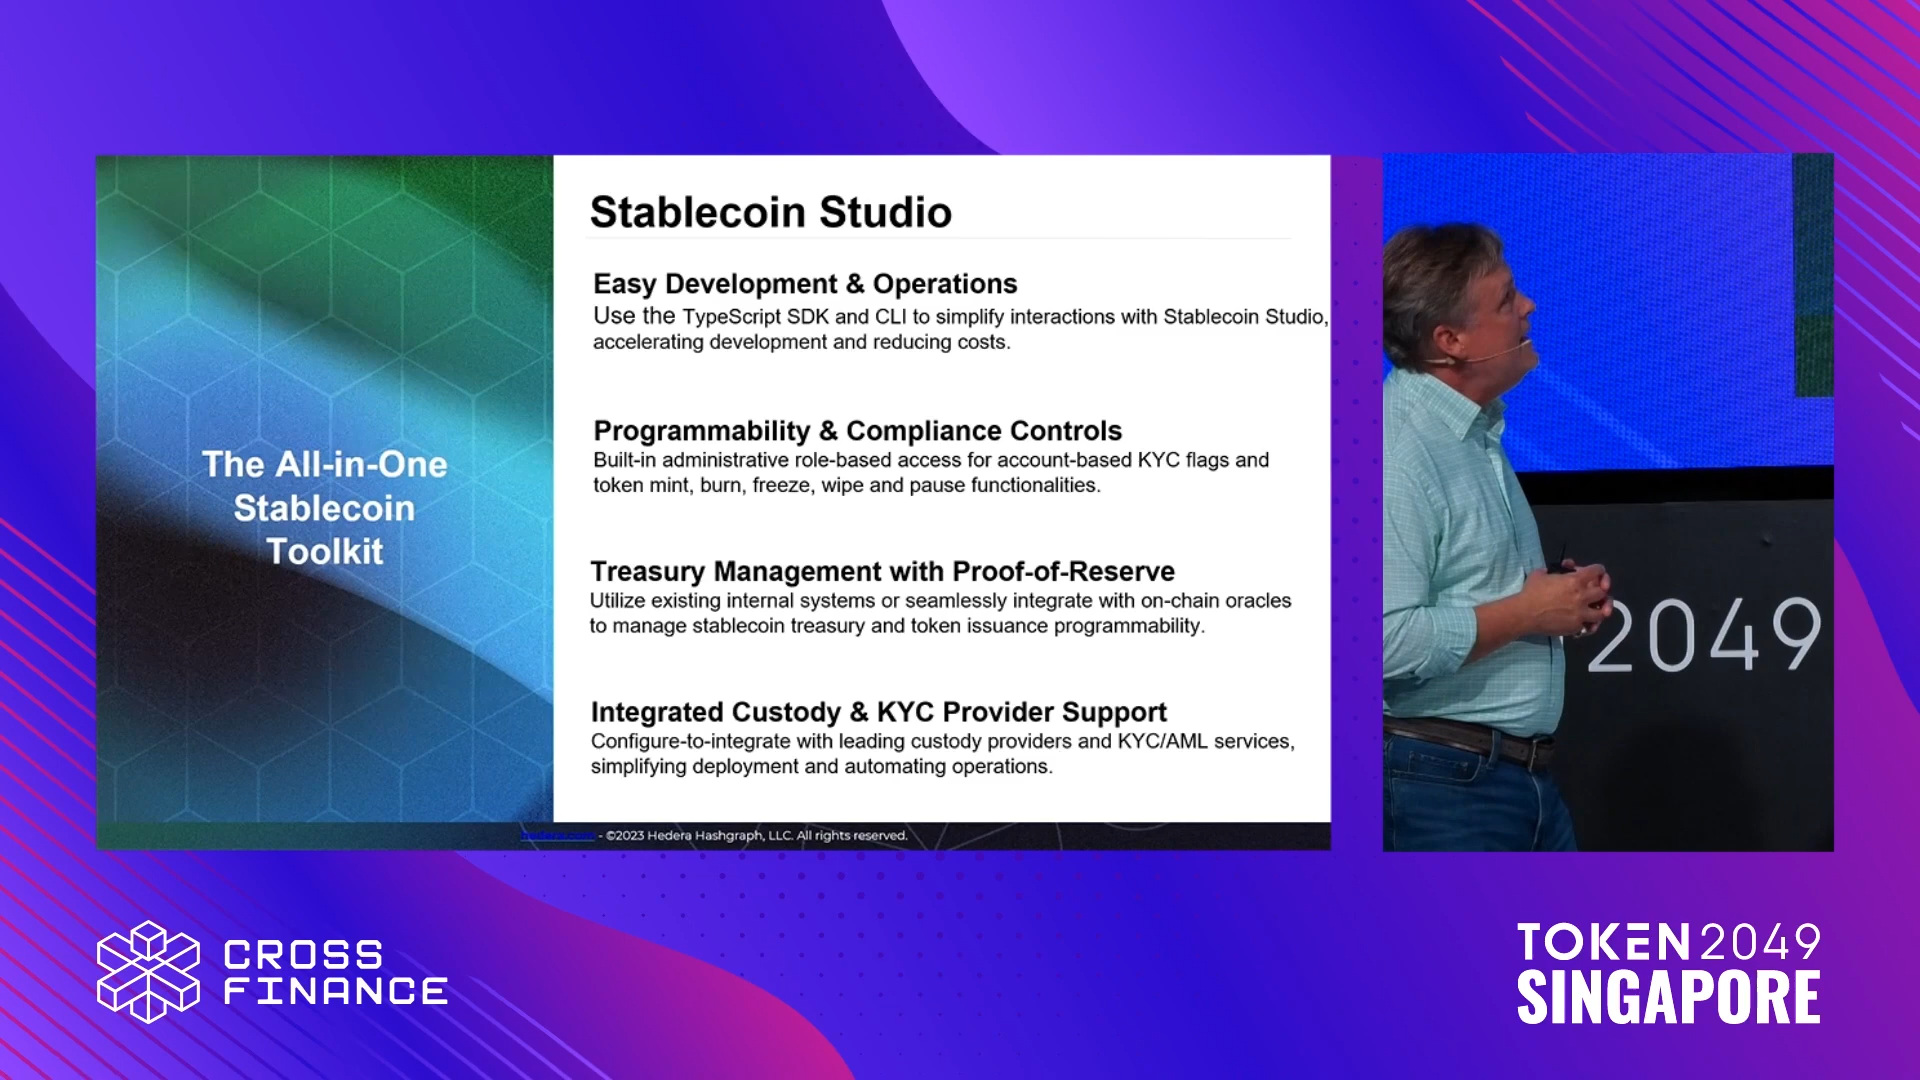 The All-in-One
Stablecoin
Toolkit
Stablecoin Studio
Easy Development & Operations
Use the TypeScript SDK and CLI to simplify interactions with Stablecoin Studio,
accelerating development and reducing costs.
Programmability & Compliance Controls
Built-in administrative role-based access for account-based KYC flags and
token mint, burn, freeze, wipe and pause functionalities.
Treasury Management with Proof-of-Reserve
Utilize existing internal systems or seamlessly integrate with on-chain oracles
to manage stablecoin treasury and token issuance programmability.
Integrated Custody & KYC Provider Support
Configure-to-integrate with leading custody providers and KYC/AML services,
simplifying deployment and automating operations.
hedera.com - ©2023 Hedera Hashgraph, LLC. All rights reserved.
2049
CROSS
FINANCE
TOKEN2049
SINGAPORE